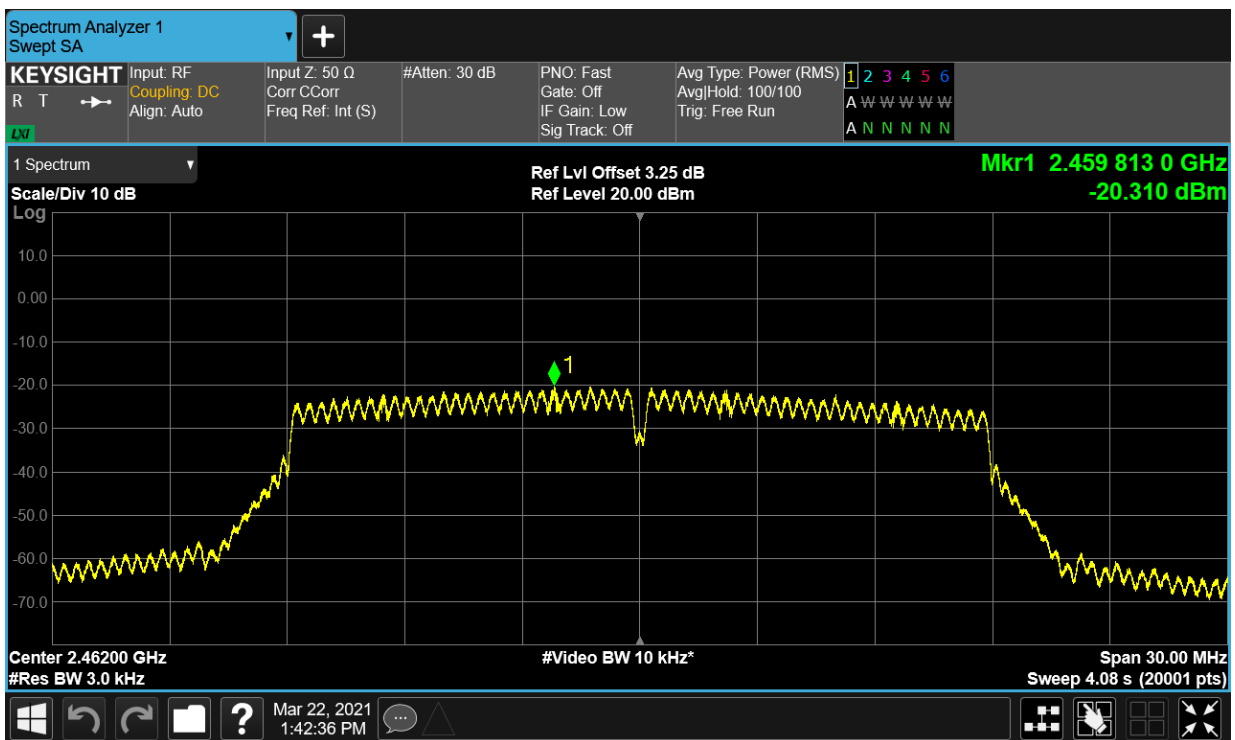 Spectrum Analyzer 1
Swept SA
KEYSIGHT
R T
LXI
Input: RF
Coupling: DC
Align: Auto
Input Z: 50 Ω
Corr CCorr
Freq Ref: Int (S)
#Atten: 30 dB
PNO: Fast
Gate: Off
IF Gain: Low
Sig Track: Off
Avg Type: Power (RMS)
Avg|Hold: 100/100
Trig: Free Run
1 2 3 4 5 6
A W W W W W
A N N N N N
1 Spectrum
Scale/Div 10 dB
Log
Ref Lvl Offset 3.25 dB
Ref Level 20.00 dBm
Mkr1 2.459 813 0 GHz
-20.310 dBm
10.0
0.00
-10.0
1
-20.0
-30.0
-40.0
-50.0
-60.0
-70.0
Center 2.46200 GHz
#Res BW 3.0 kHz
#Video BW 10 kHz*
Span 30.00 MHz
Sweep 4.08 s (20001 pts)
?
Mar 22, 2021
1:42:36 PM